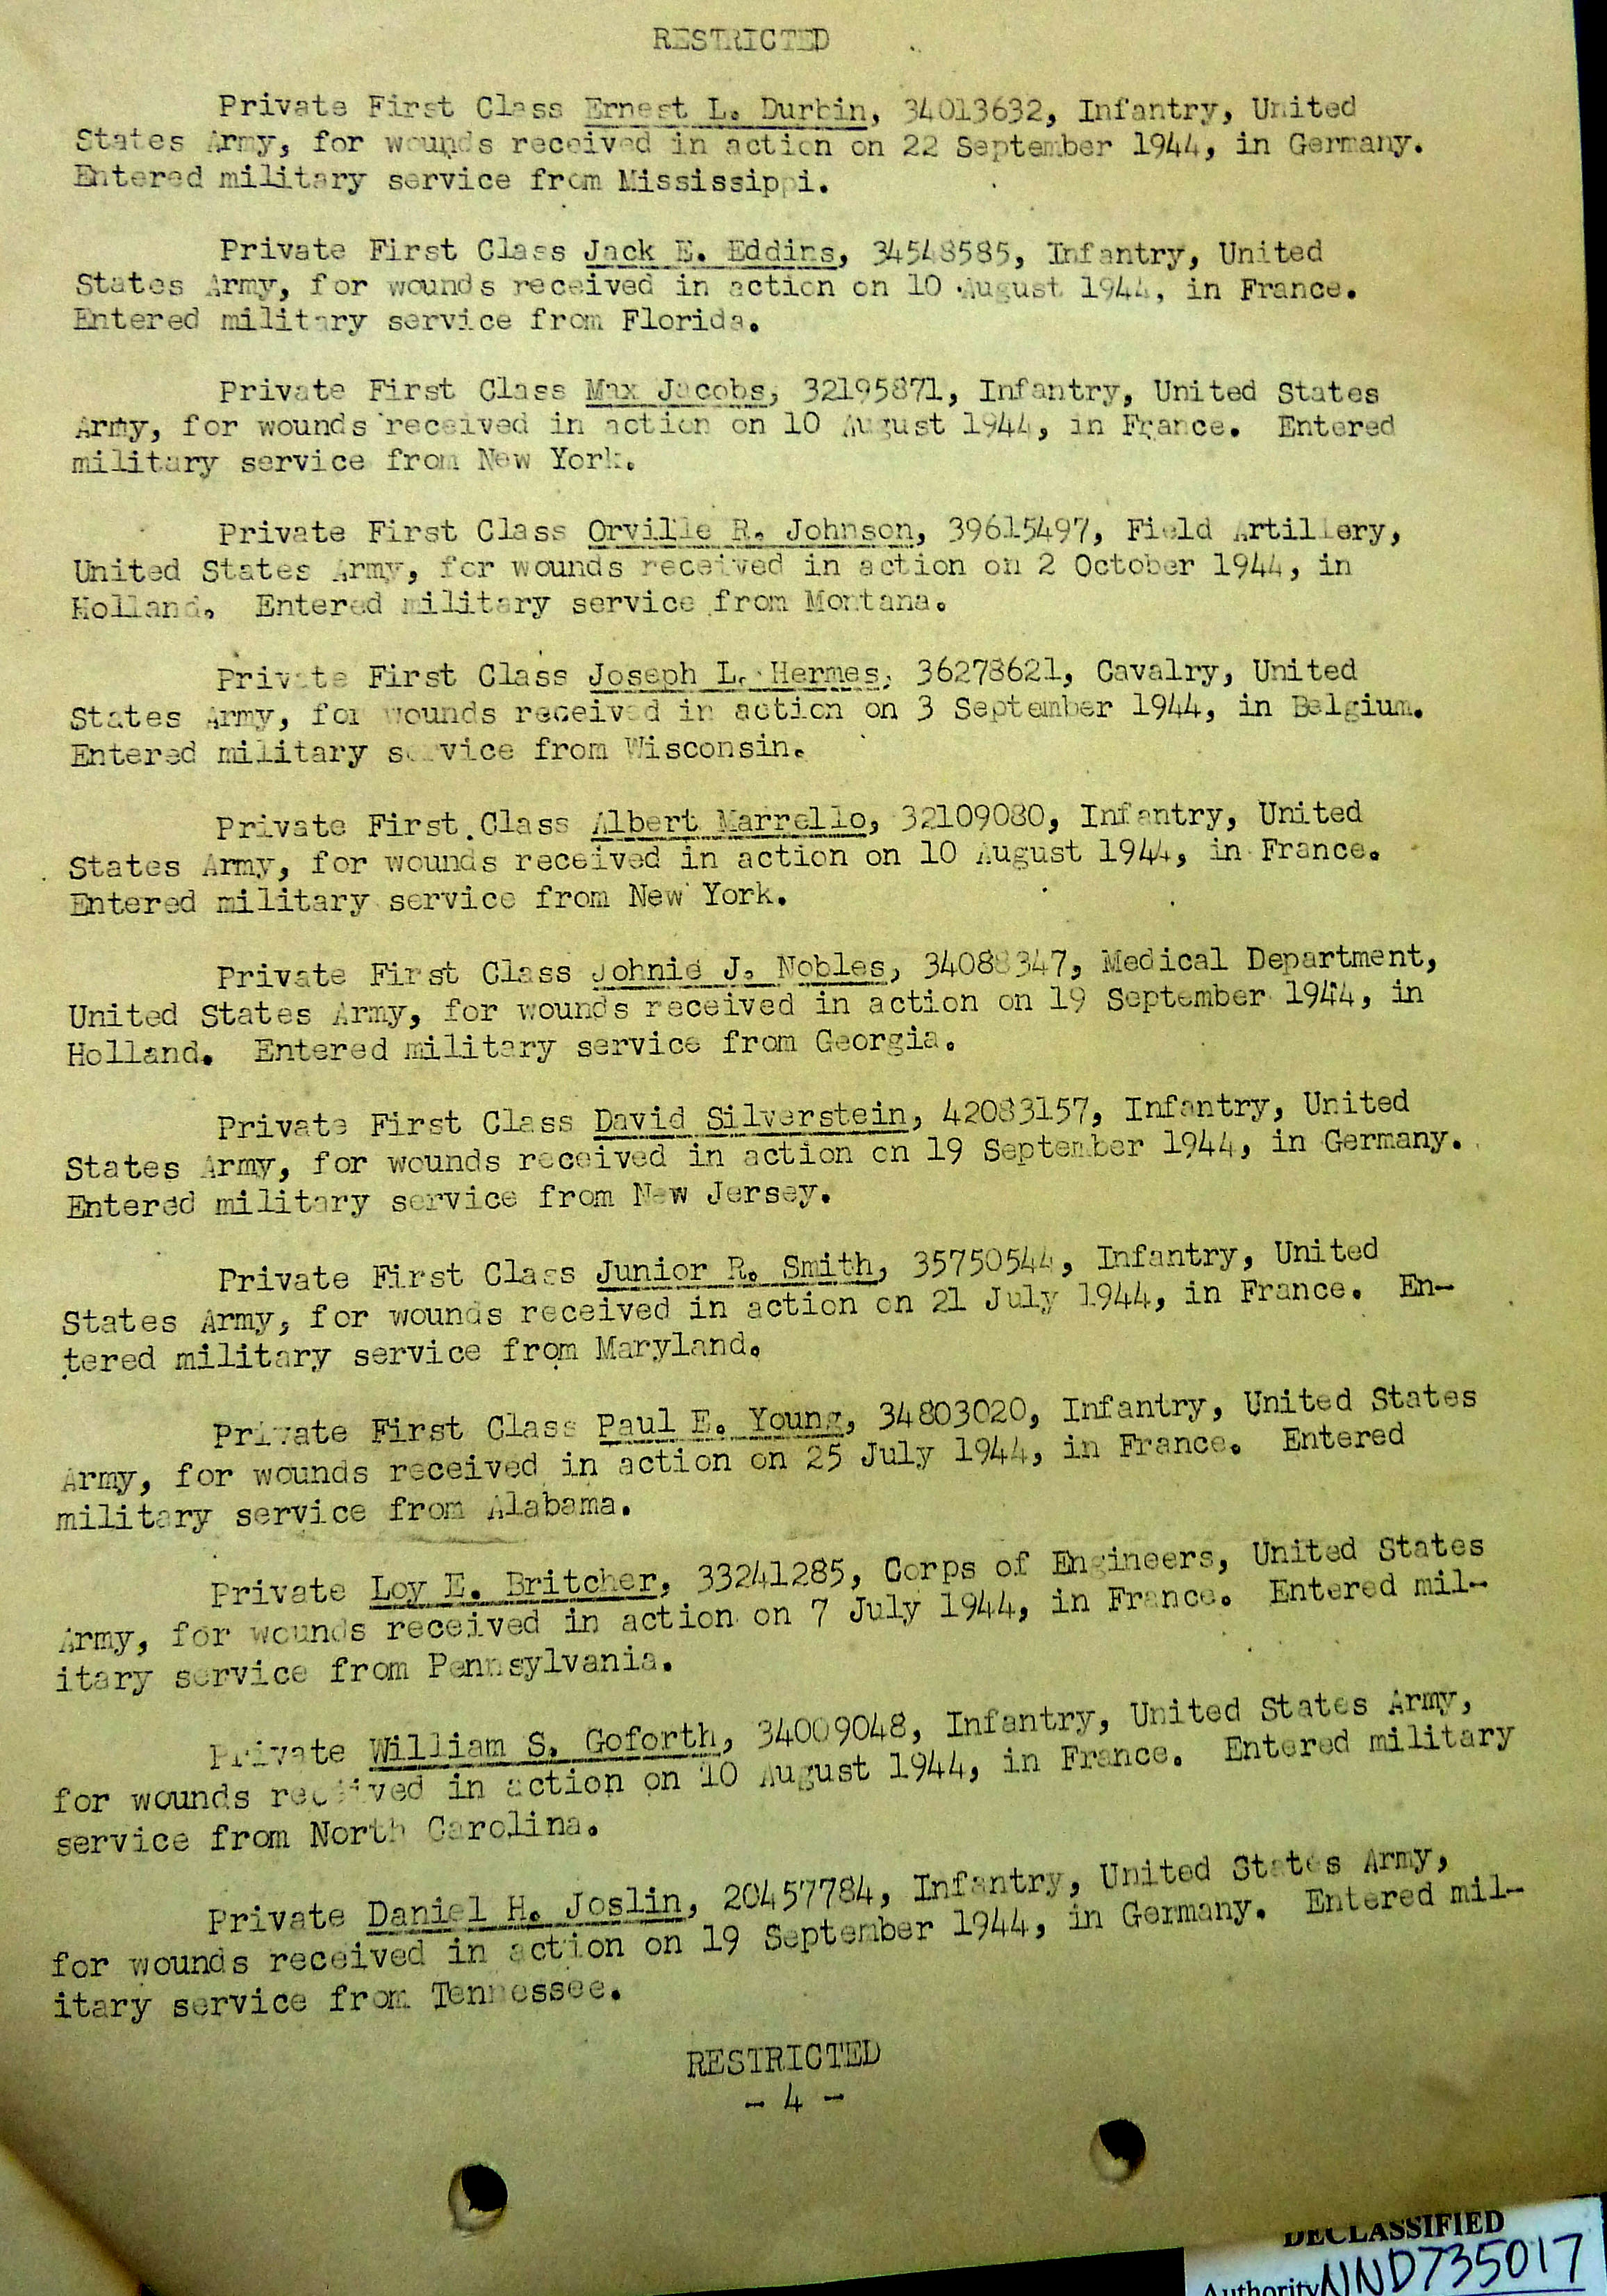 RESTRICTED
Private First Class Ernest L. Durbin, 34013632, Infantry, United
States Army, for wounds received in action on 22 September 1944, in Germany.
Entered military service from Mississippi.
Private First Class Jack E. Eddins, 34548585, Infantry, United
States Army, for wounds received in action on 10 August 1944, in France.
Entered military service from Florida.
Private First Class Max Jacobs, 32195871, Infantry, United States
Army, for wounds received in action on 10 August 1944, in France. Entered
military service from New York.
Private First Class Orville R. Johnson, 39615497, Field Artillery,
United States Army, for wounds received in action on 2 October 1944, in
Holland. Entered military service from Montana.
Private First Class Joseph L. Hermes, 36278621, Cavalry, United
States Army, for wounds received in action on 3 September 1944, in Belgium.
Entered military service from Wisconsin.
Private First Class Albert Marrello, 32109080, Infantry, United
States Army, for wounds received in action on 10 August 1944, in France.
Entered military service from New York.
Private First Class Johnie J. Nobles, 34088347, Medical Department,
United States Army, for wounds received in action on 19 September 1944, in
Holland. Entered military service from Georgia.
Private First Class David Silverstein, 42083157, Infantry, United
States Army, for wounds received in action on 19 September 1944, in Germany.
Entered military service from New Jersey.
Private First Class Junior R. Smith, 35750544, Infantry, United
States Army, for wounds received in action on 21 July 1944, in France. En-
tered military service from Maryland.
Private First Class Paul E. Young, 34803020, Infantry, United States
Army, for wounds received in action on 25 July 1944, in France. Entered
military service from Alabama.
Private Loy E. Britcher, 33241285, Corps of Engineers, United States
Army, for wounds received in action on 7 July 1944, in France. Entered mil-
itary service from Pennsylvania.
Private William S. Goforth, 34009048, Infantry, United States Army,
for wounds received in action on 10 August 1944, in France. Entered military
service from North Carolina.
Private Daniel H. Joslin, 20457784, Infantry, United States Army,
for wounds received in action on 19 September 1944, in Germany. Entered mil-
itary service from Tennessee.
RESTRICTED
- 4 -
DECLASSIFIED
Authority NND735017